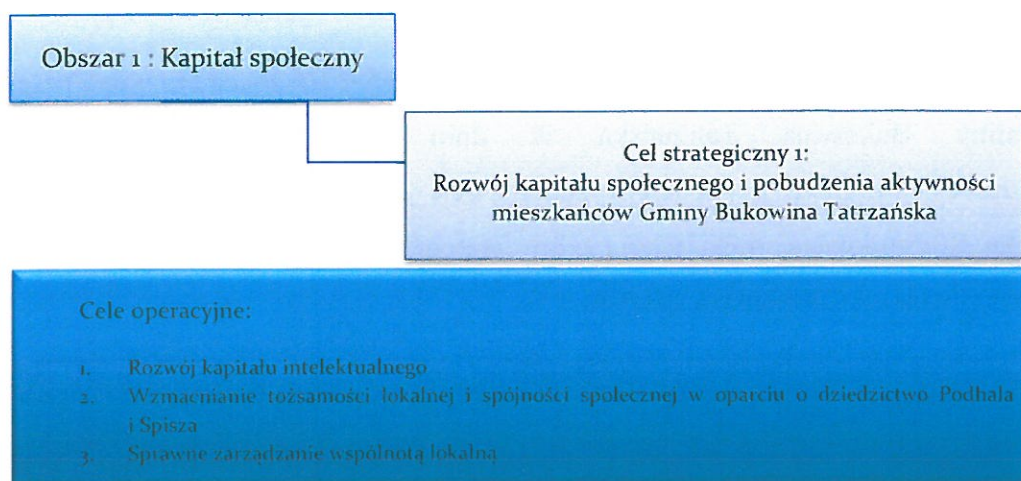 Obszar 1 : Kapitał społeczny
Cel strategiczny 1:
Rozwój kapitału społecznego i pobudzenia aktywności
mieszkańców Gminy Bukowina Tatrzańska
Cele operacyjne:
1. Rozwój kapitału intelektualnego
2. Wzmacnianie tożsamości lokalnej i spójności społecznej w oparciu o dziedzictwo Podhala
i Spisza
3. Sprawne zarządzanie wspólnotą lokalną